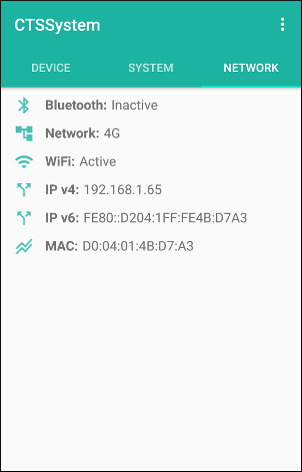 CTSSystem
DEVICE SYSTEM NETWORK
Bluetooth: Inactive
Network: 4G
WiFi: Active
IP v4: 192.168.1.65
IP v6: FE80::D204:1FF:FE4B:D7A3
MAC: D0:04:01:4B:D7:A3